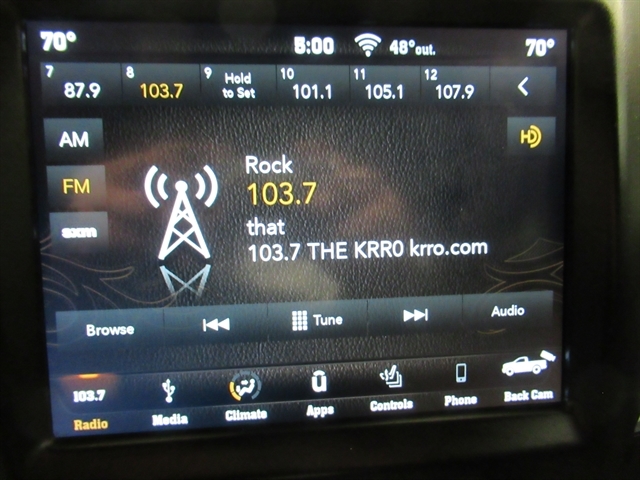 70° 5:00 48°out. 70°
7 87.9 8 103.7 9 Hold to Set 10 101.1 11 105.1 12 107.9
AM
HD
FM
sxm
Rock
103.7
that
103.7 THE KRRO krro.com
Browse Tune Audio
103.7 Radio Media Climate Apps Controls Phone Back Cam